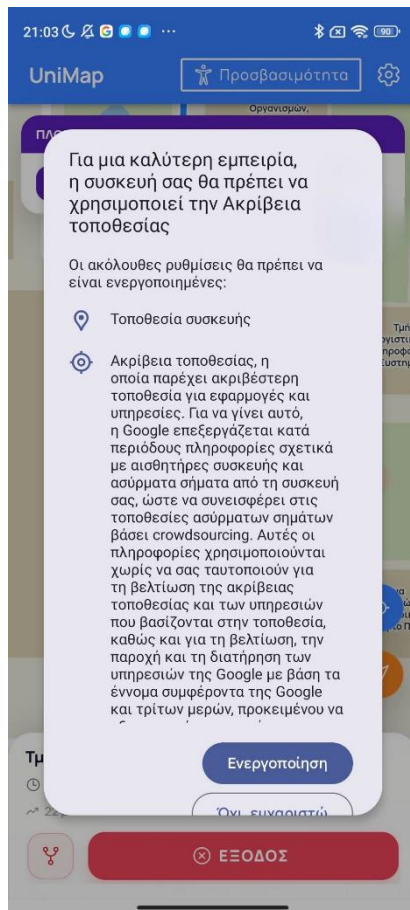 21:03
90
UniMap
Προσβασιμότητα
Οργανισμών,
Για μια καλύτερη εμπειρία,
η συσκευή σας θα πρέπει να
χρησιμοποιεί την Ακρίβεια
τοποθεσίας
Οι ακόλουθες ρυθμίσεις θα πρέπει να
είναι ενεργοποιημένες:
Τοποθεσία συσκευής
Ακρίβεια τοποθεσίας, η
οποία παρέχει ακριβέστερη
τοποθεσία για εφαρμογές και
υπηρεσίες. Για να γίνει αυτό,
η Google επεξεργάζεται κατά
περιόδους πληροφορίες σχετικά
με αισθητήρες συσκευής και
ασύρματα σήματα από τη συσκευή
σας, ώστε να συνεισφέρει στις
τοποθεσίες ασύρματων σημάτων
βάσει crowdsourcing. Αυτές οι
πληροφορίες χρησιμοποιούνται
χωρίς να σας ταυτοποιούν για
τη βελτίωση της ακρίβειας
τοποθεσίας και των υπηρεσιών
που βασίζονται στην τοποθεσία,
καθώς και για τη βελτίωση, την
παροχή και τη διατήρηση των
υπηρεσιών της Google με βάση τα
έννομα συμφέροντα της Google
και τρίτων μερών, προκειμένου να
Ενεργοποίηση
Όχι, ευχαριστώ
ΕΞΟΔΟΣ